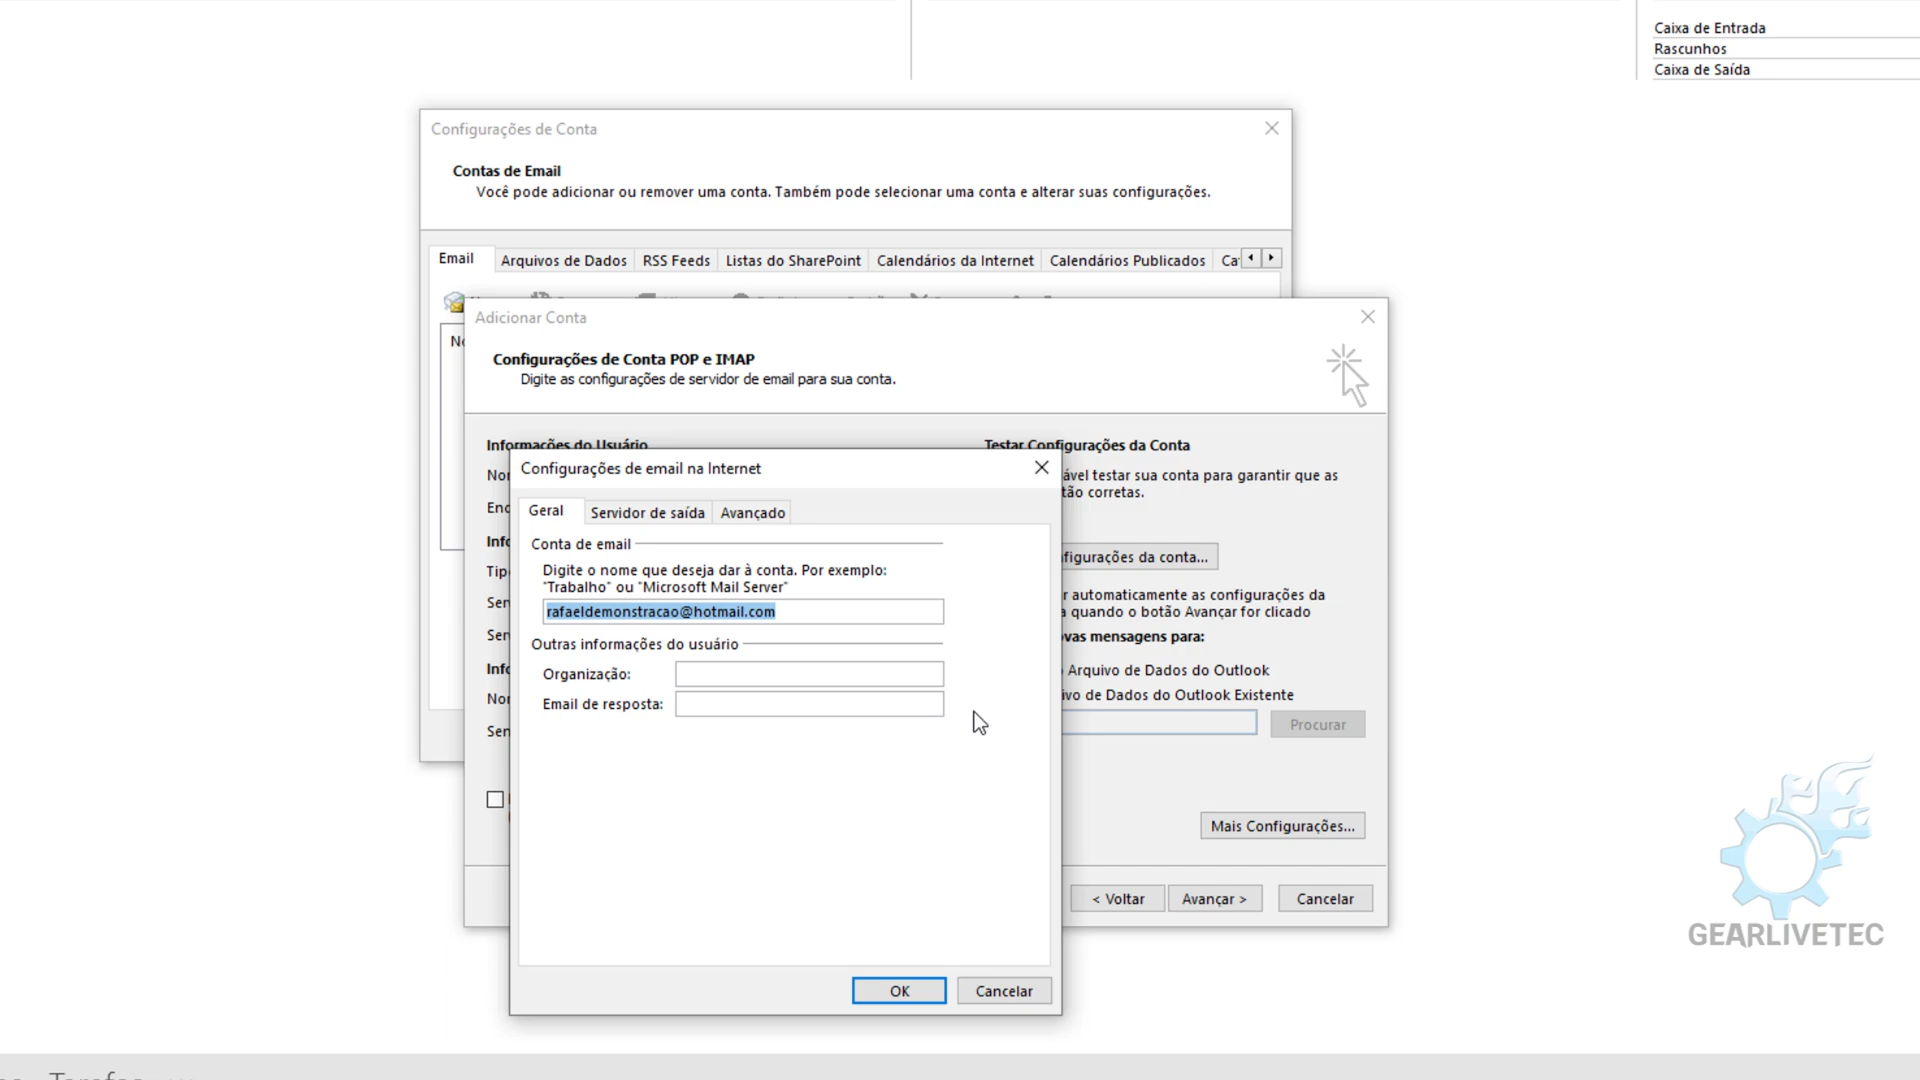 Caixa de Entrada
Rascunhos
Caixa de Saída
Configurações de Conta
Contas de Email
Você pode adicionar ou remover uma conta. Também pode selecionar uma conta e alterar suas configurações.
Email Arquivos de Dados RSS Feeds Listas do SharePoint Calendários da Internet Calendários Publicados
Adicionar Conta
Configurações de Conta POP e IMAP
Digite as configurações de servidor de email para sua conta.
Informações do Usuário
Testar Configurações da Conta
ável testar sua conta para garantir que as
tão corretas.
figurações da conta...
r automaticamente as configurações da
a quando o botão Avançar for clicado
vas mensagens para:
Arquivo de Dados do Outlook
ivo de Dados do Outlook Existente
Procurar
Mais Configurações...
< Voltar Avançar > Cancelar
Configurações de email na Internet
Geral Servidor de saída Avançado
Conta de email
Digite o nome que deseja dar à conta. Por exemplo:
"Trabalho" ou "Microsoft Mail Server"
rafaeldemonstracao@hotmail.com
Outras informações do usuário
Organização:
Email de resposta:
OK Cancelar
GEARLIVETEC